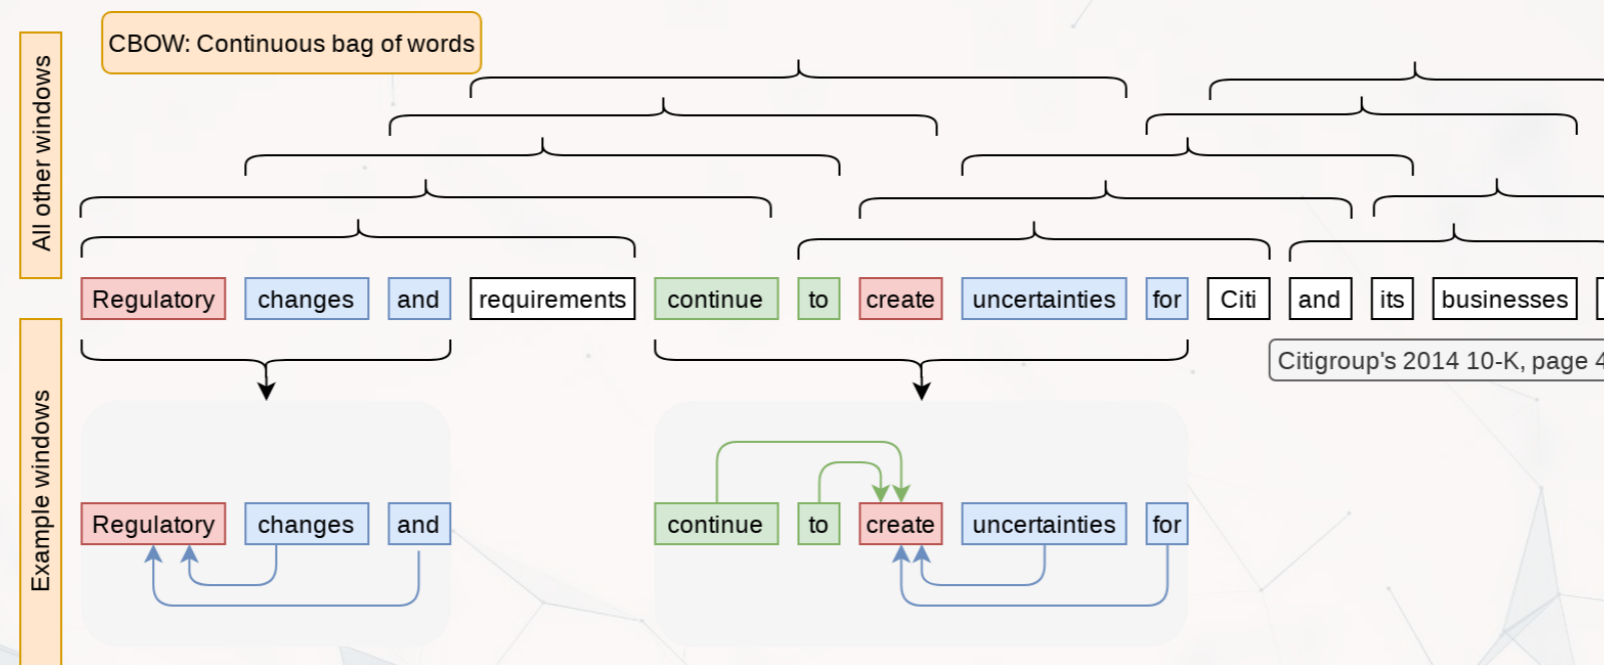 CBOW: Continuous bag of words
All other windows
Regulatory changes and requirements continue to create uncertainties for Citi and its businesses
Citigroup's 2014 10-K, page 4
Example windows
Regulatory changes and
continue to create uncertainties for